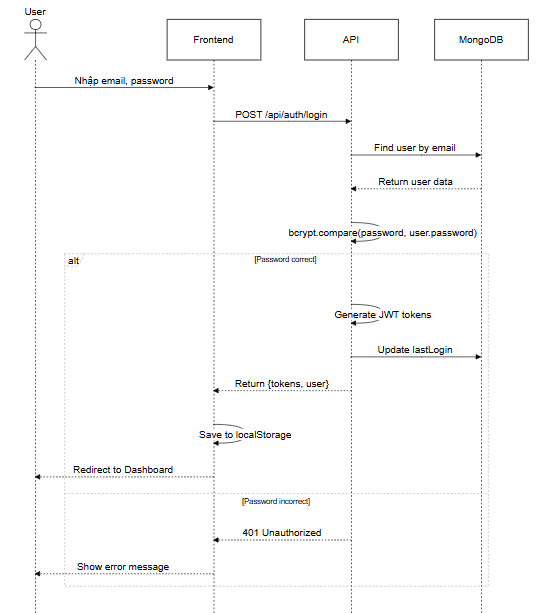 User
Frontend
API
MongoDB
Nhập email, password
POST /api/auth/login
Find user by email
Return user data
bcrypt.compare(password, user.password)
alt
[Password correct]
Generate JWT tokens
Update lastLogin
Return {tokens, user}
Save to localStorage
Redirect to Dashboard
[Password incorrect]
401 Unauthorized
Show error message